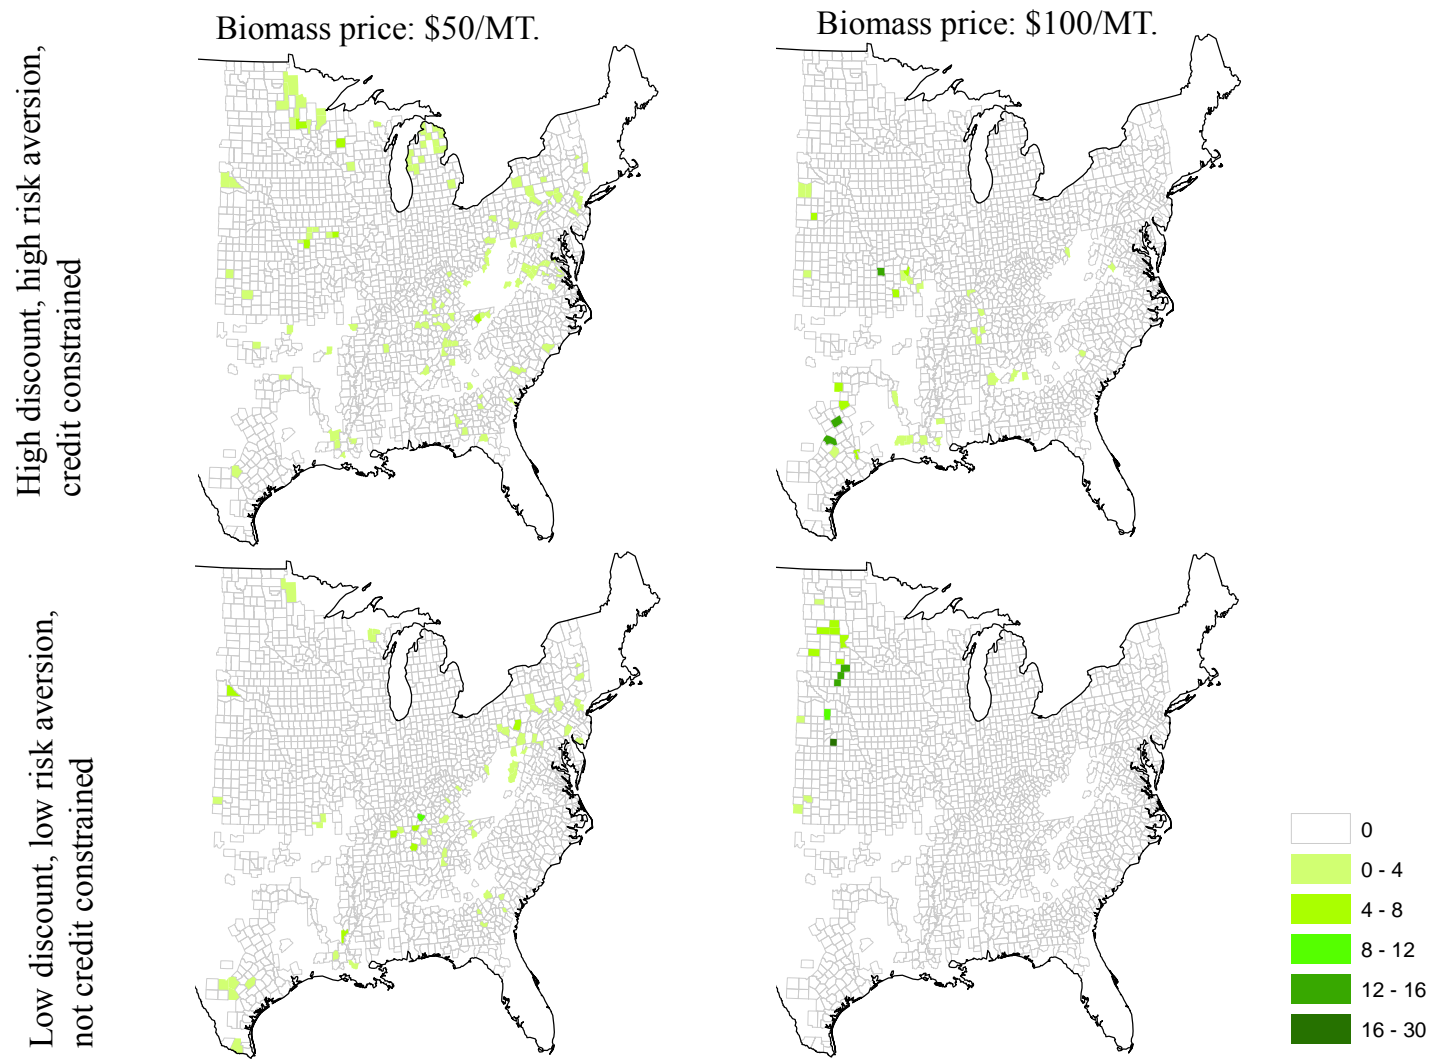 Biomass price: $50/MT.
Biomass price: $100/MT.
High discount, high risk aversion,
credit constrained
Low discount, low risk aversion,
not credit constrained
0
0 - 4
4 - 8
8 - 12
12 - 16
16 - 30